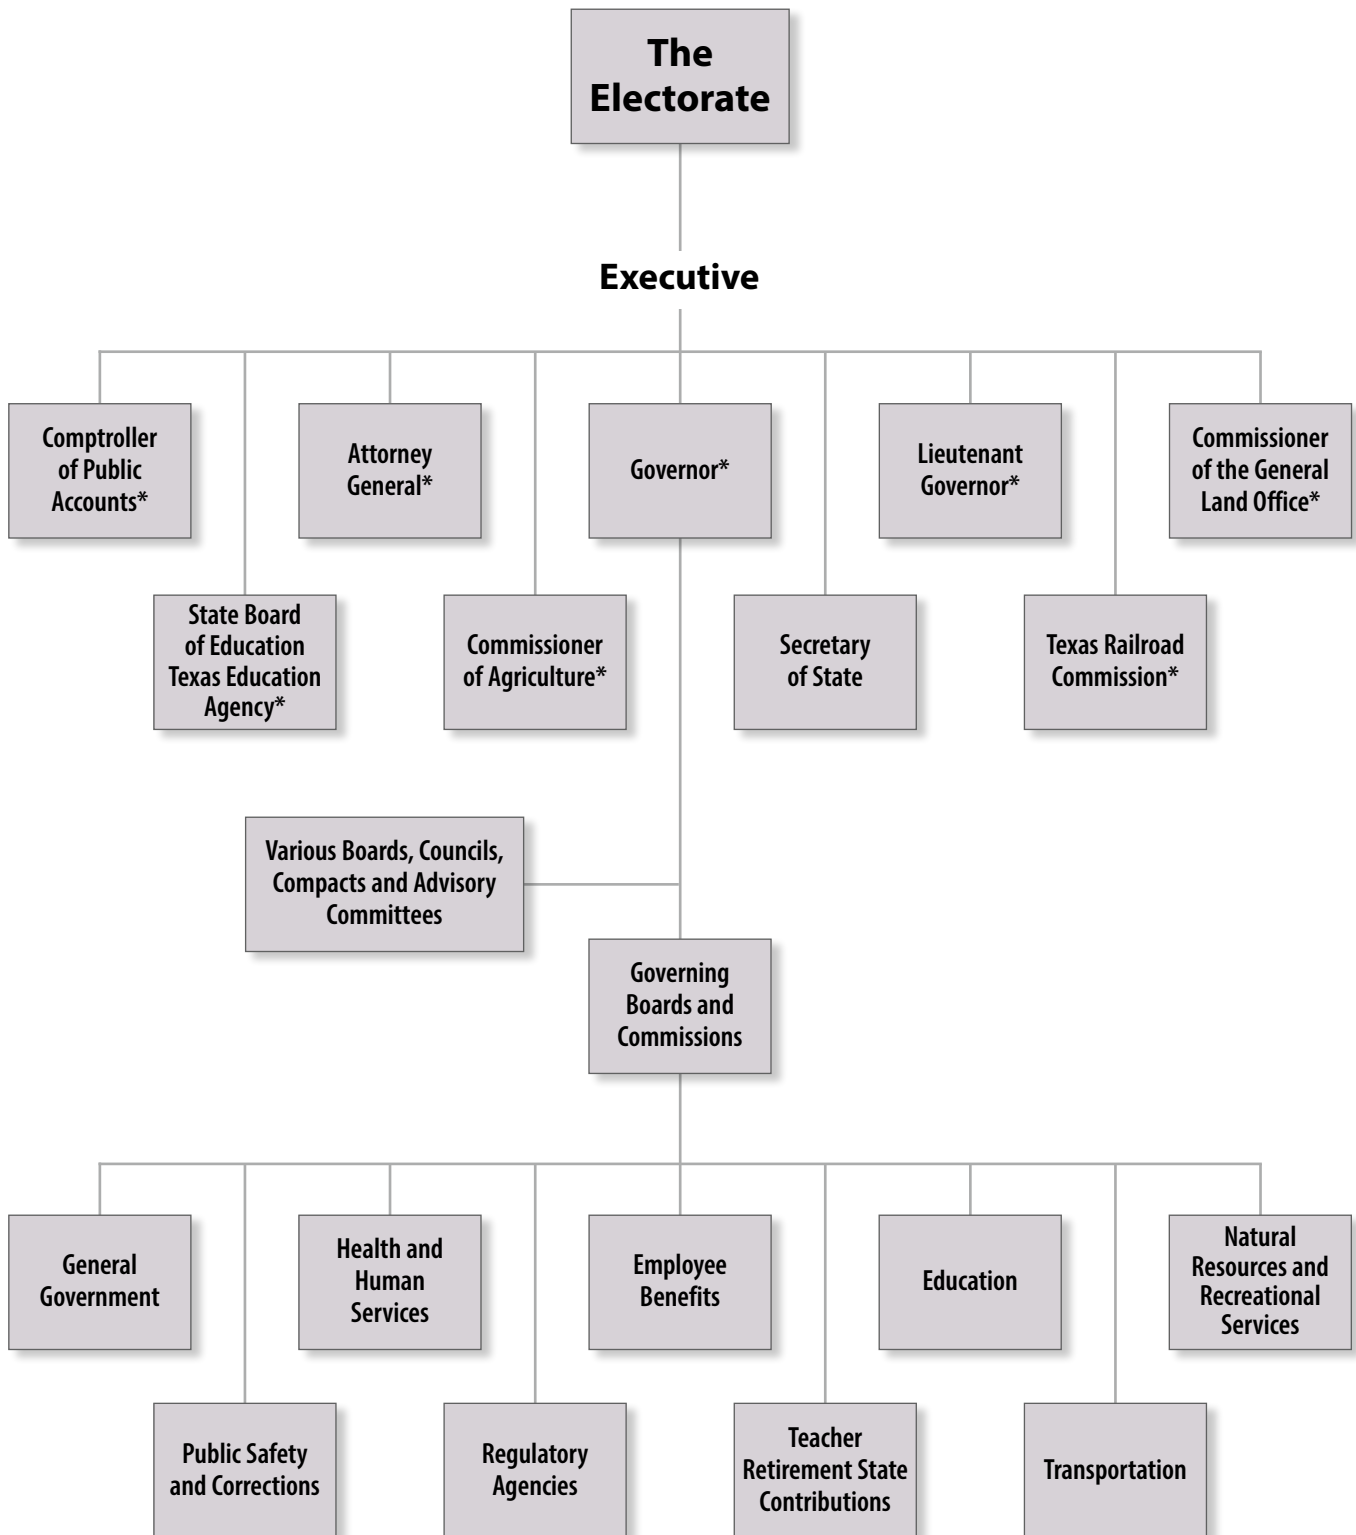 The
Electorate
Executive
Comptroller
of Public
Accounts*
Attorney
General*
Governor*
Lieutenant
Governor*
Commissioner
of the General
Land Office*
State Board
of Education
Texas Education
Agency*
Commissioner
of Agriculture*
Secretary
of State
Texas Railroad
Commission*
Various Boards, Councils,
Compacts and Advisory
Committees
Governing
Boards and
Commissions
General
Government
Health and
Human
Services
Employee
Benefits
Education
Natural
Resources and
Recreational
Services
Public Safety
and Corrections
Regulatory
Agencies
Teacher
Retirement State
Contributions
Transportation